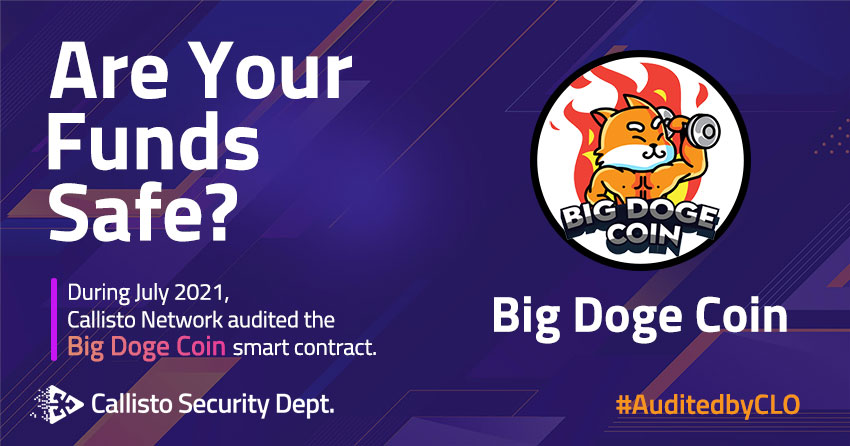 Are Your
Funds
Safe?
During July 2021,
Callisto Network audited the
Big Doge Coin smart contract.
Callisto Security Dept.
BIG DOGE
COIN
Big Doge Coin
#AuditedbyCLO